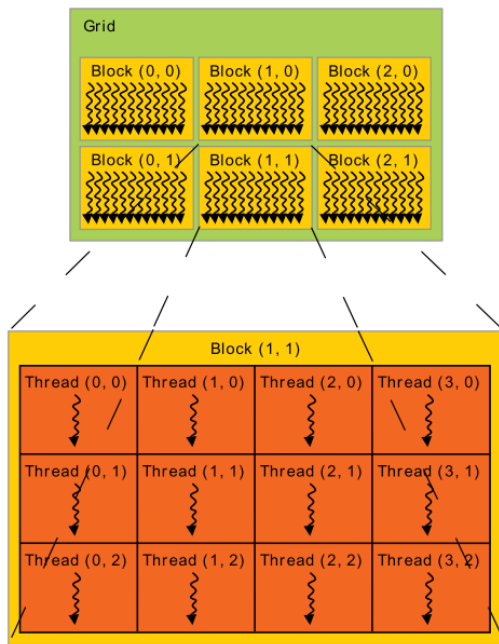 Grid
Block (0, 0) Block (1, 0) Block (2, 0)
Block (0, 1) Block (1, 1) Block (2, 1)
Block (1, 1)
Thread (0, 0) Thread (1, 0) Thread (2, 0) Thread (3, 0)
Thread (0, 1) Thread (1, 1) Thread (2, 1) Thread (3, 1)
Thread (0, 2) Thread (1, 2) Thread (2, 2) Thread (3, 2)